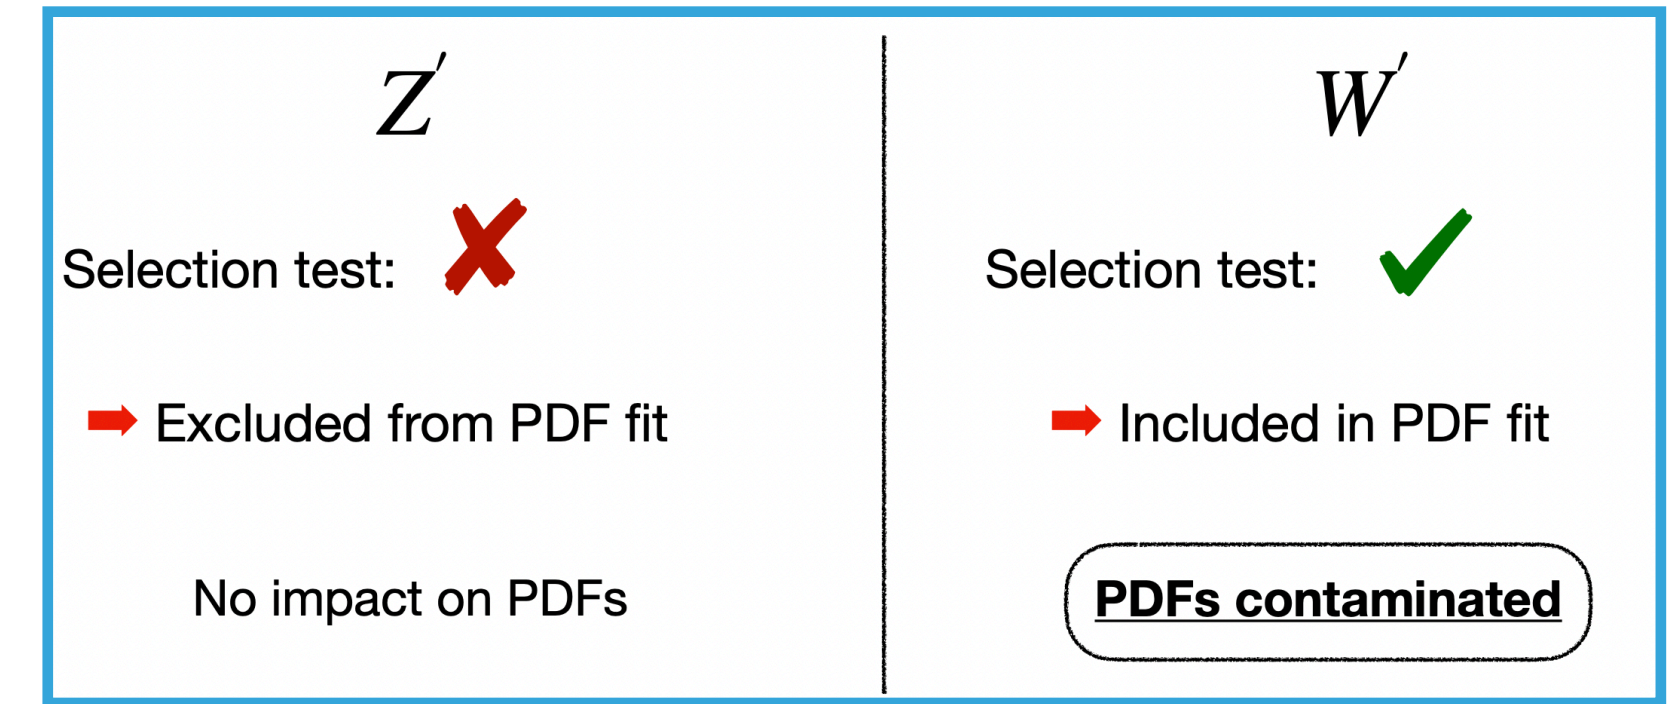 Z′
Selection test: ✘
➡ Excluded from PDF fit
No impact on PDFs
W′
Selection test: ✔
➡ Included in PDF fit
PDFs contaminated